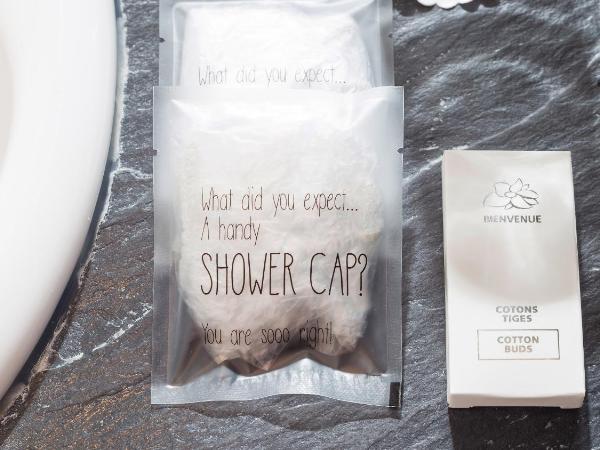 What did you expect...
What did you expect...
A handy
SHOWER CAP?
You are sooo right!
BIENVENUE
COTONS
TIGES
COTTON
BUDS